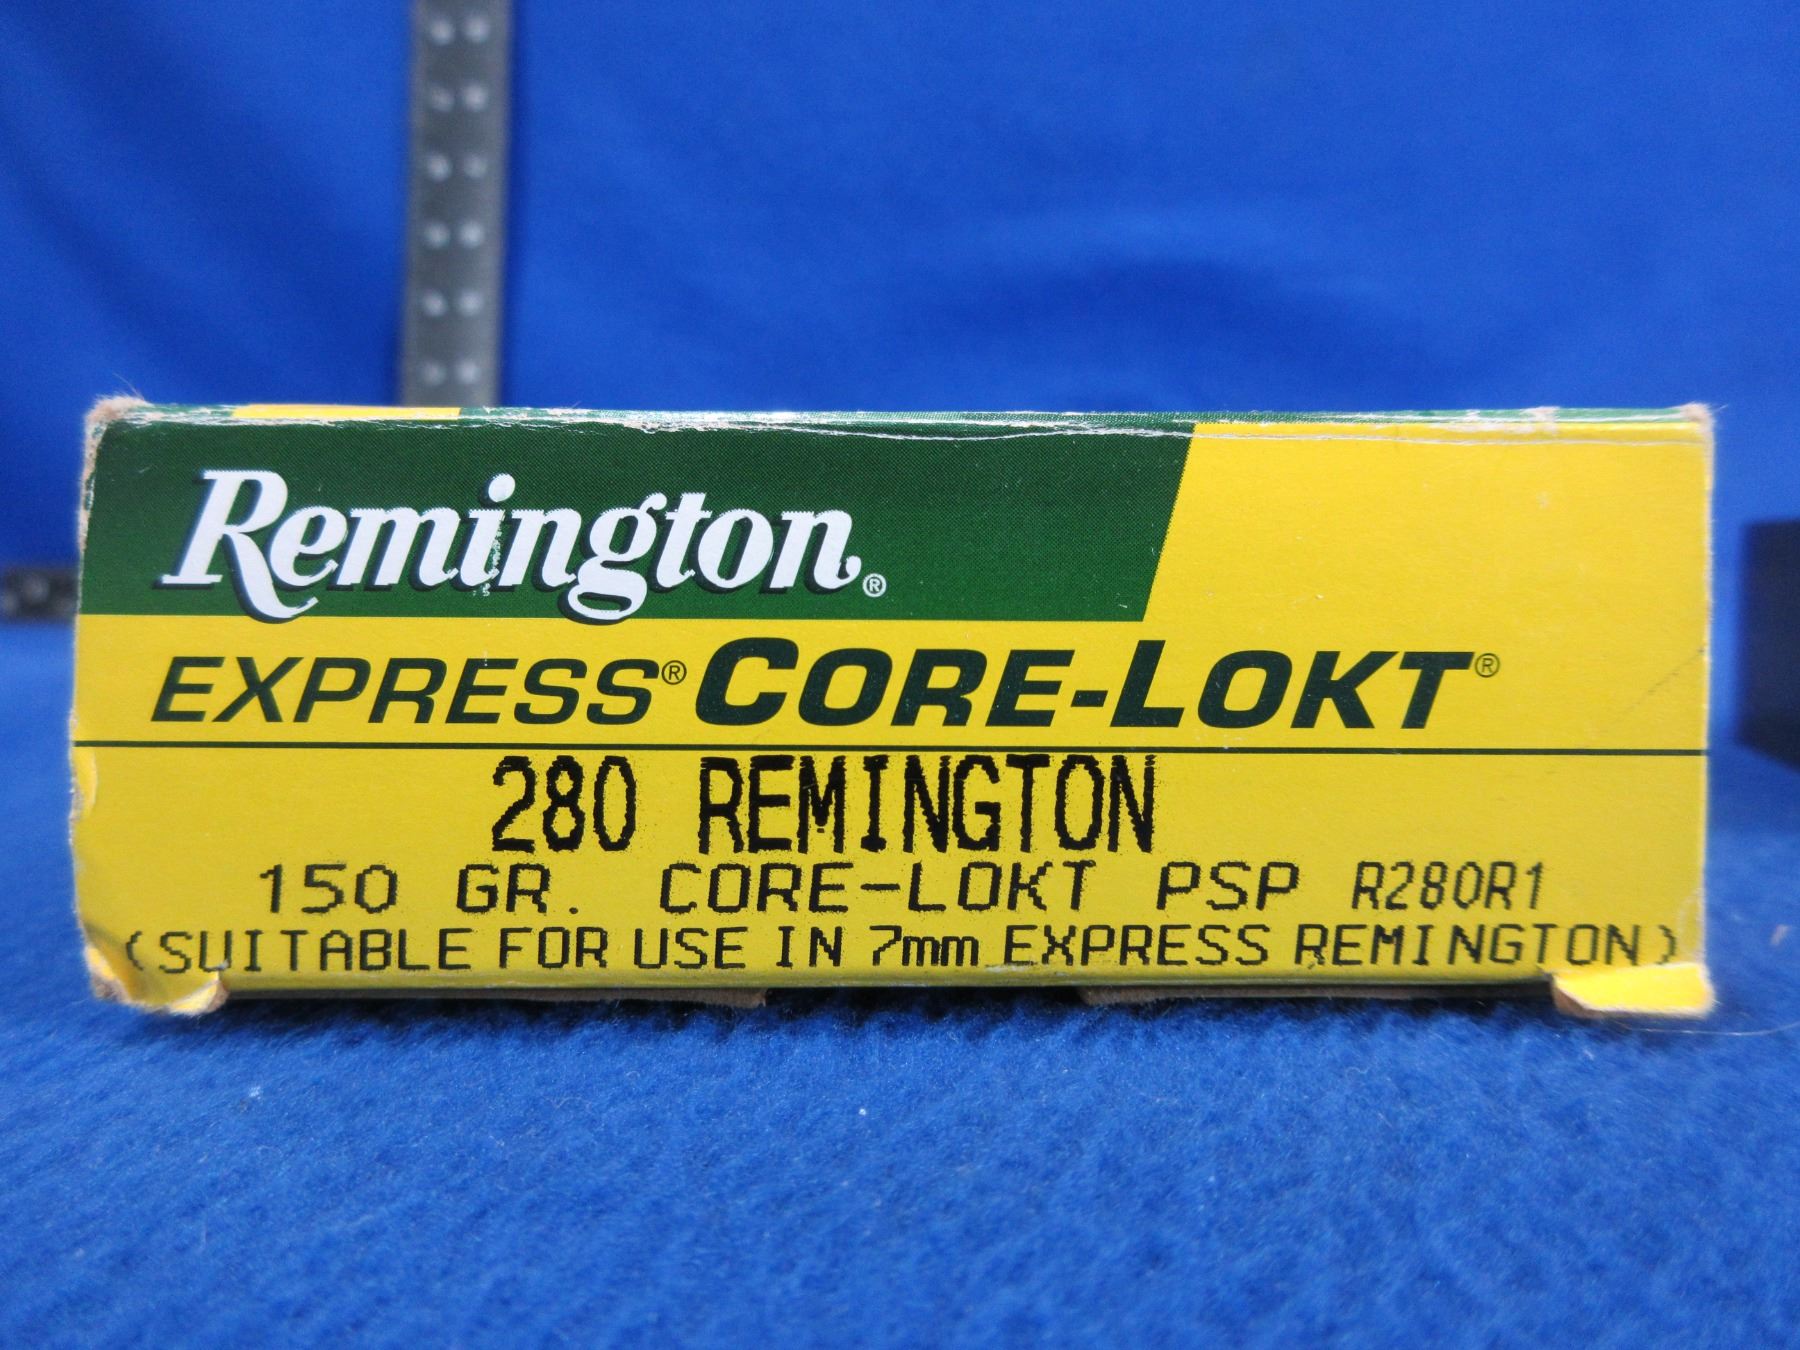 Remington®
EXPRESS® CORE-LOKT®
280 REMINGTON
150 GR. CORE-LOKT PSP R280R1
(SUITABLE FOR USE IN 7mm EXPRESS REMINGTON)